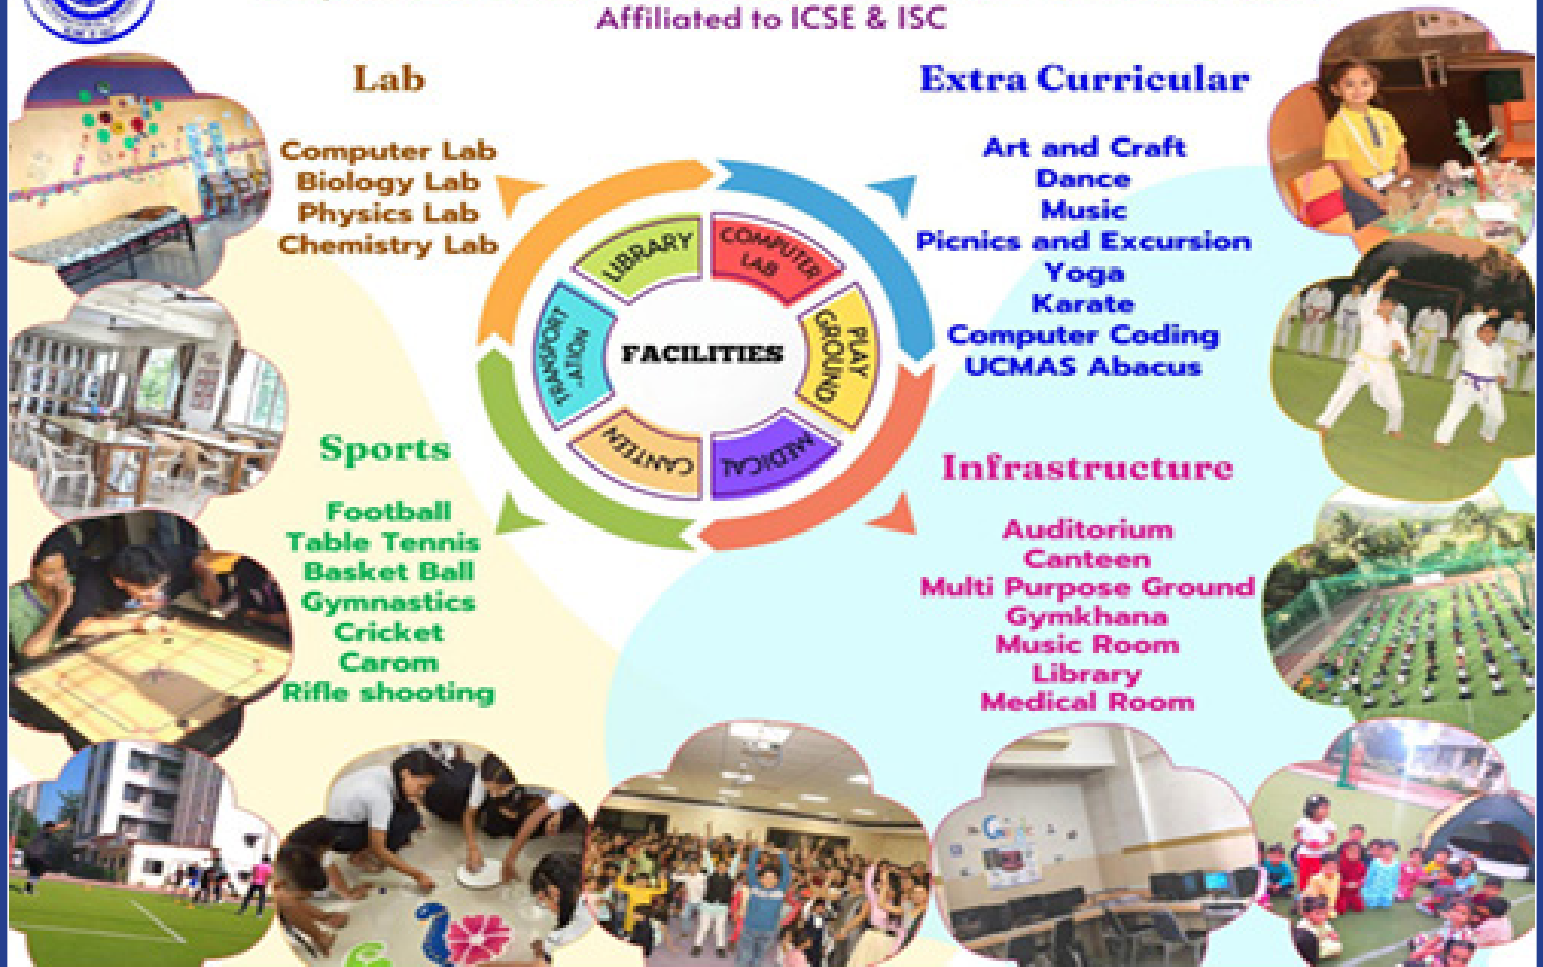 Affiliated to ICSE & ISC
Lab
Computer Lab
Biology Lab
Physics Lab
Chemistry Lab
Extra Curricular
Art and Craft
Dance
Music
Picnics and Excursion
Yoga
Karate
Computer Coding
UCMAS Abacus
LIBRARY
COMPUTER
LAB
PLAY
GROUND
MEDICAL
CANTEEN
TRANSPORT
-ATION
FACILITIES
Sports
Football
Table Tennis
Basket Ball
Gymnastics
Cricket
Carom
Rifle shooting
Infrastructure
Auditorium
Canteen
Multi Purpose Ground
Gymkhana
Music Room
Library
Medical Room
Google